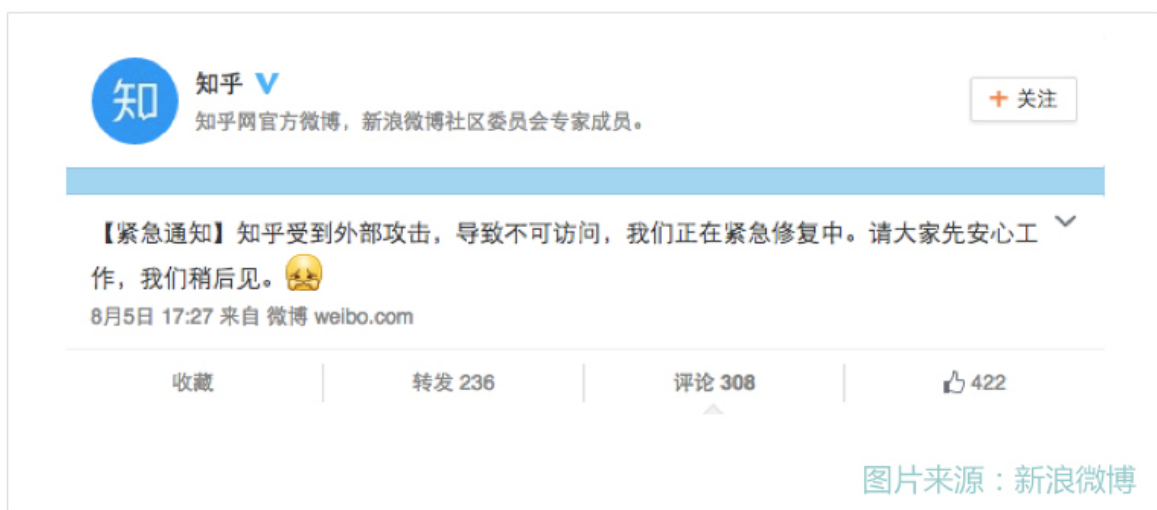 知
知乎
知乎网官方微博，新浪微博社区委员会专家成员。
+ 关注
【紧急通知】知乎受到外部攻击，导致不可访问，我们正在紧急修复中。请大家先安心工
作，我们稍后见。
8月5日 17:27 来自 微博 weibo.com
收藏
转发 236
评论 308
422
图片来源：新浪微博